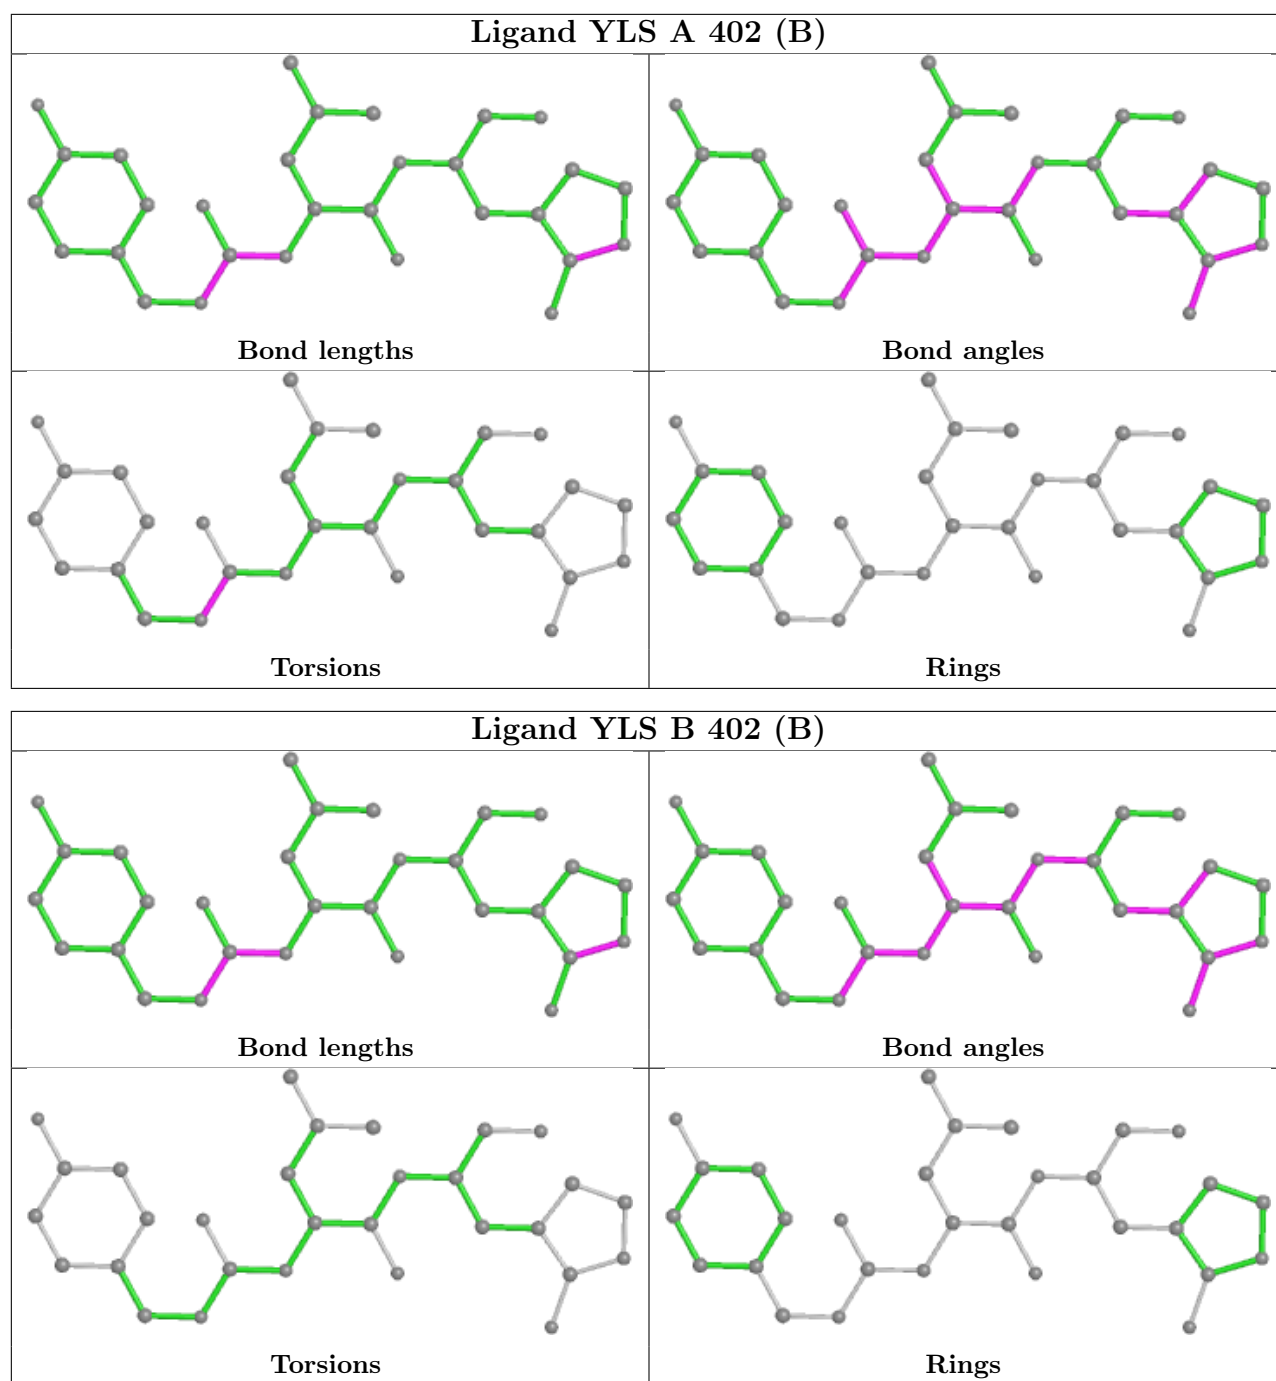 Ligand YLS A 402 (B)
Bond lengths
Bond angles
Torsions
Rings
Ligand YLS B 402 (B)
Bond lengths
Bond angles
Torsions
Rings